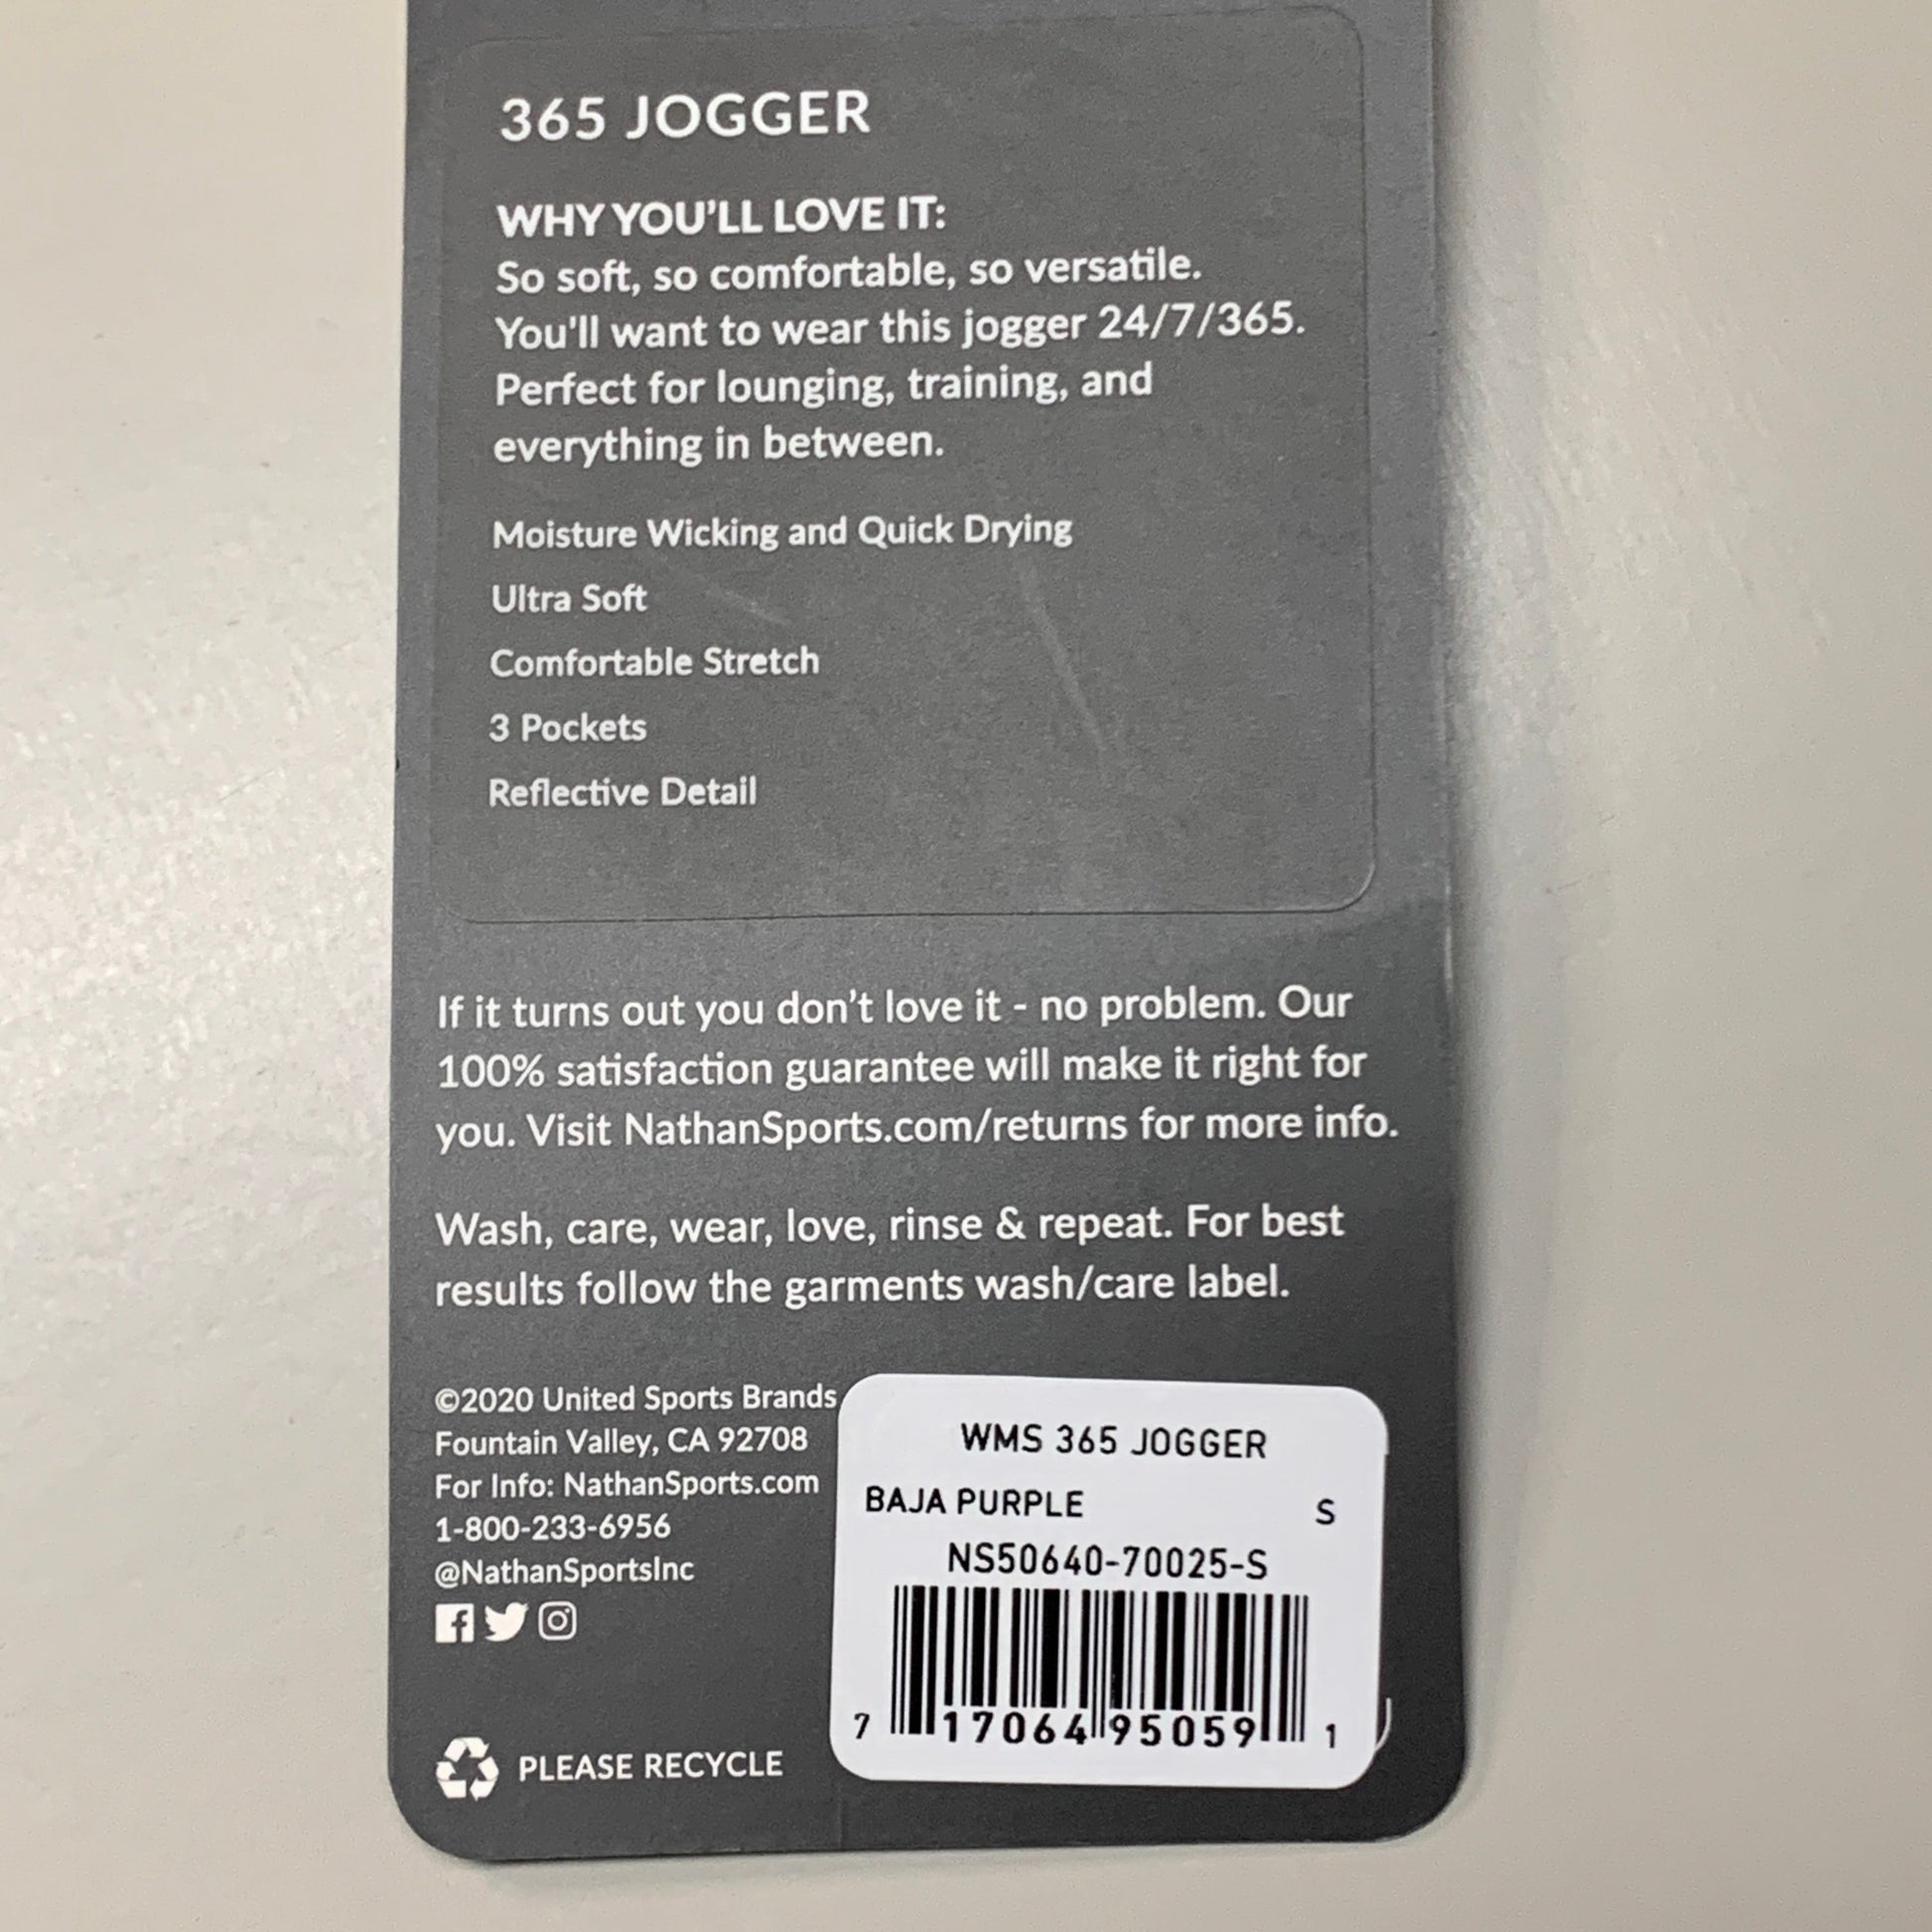 365 JOGGER
WHY YOU'LL LOVE IT:
So soft, so comfortable, so versatile.
You'll want to wear this jogger 24/7/365.
Perfect for lounging, training, and
everything in between.
Moisture Wicking and Quick Drying
Ultra Soft
Comfortable Stretch
3 Pockets
Reflective Detail
If it turns out you don't love it - no problem. Our
100% satisfaction guarantee will make it right for
you. Visit NathanSports.com/returns for more info.
Wash, care, wear, love, rinse & repeat. For best
results follow the garments wash/care label.
©2020 United Sports Brands
Fountain Valley, CA 92708
For Info: NathanSports.com
1-800-233-6956
@NathanSportsInc
PLEASE RECYCLE
WMS 365 JOGGER
BAJA PURPLE S
NS50640-70025-S
7 17064 95059 1